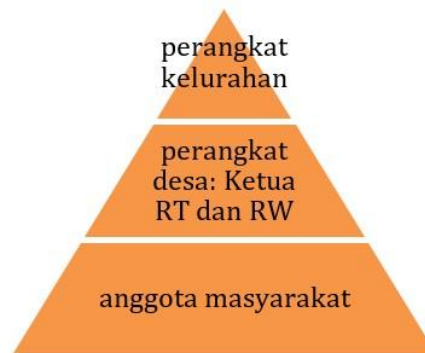 perangkat
kelurahan
perangkat
desa: Ketua
RT dan RW
anggota masyarakat